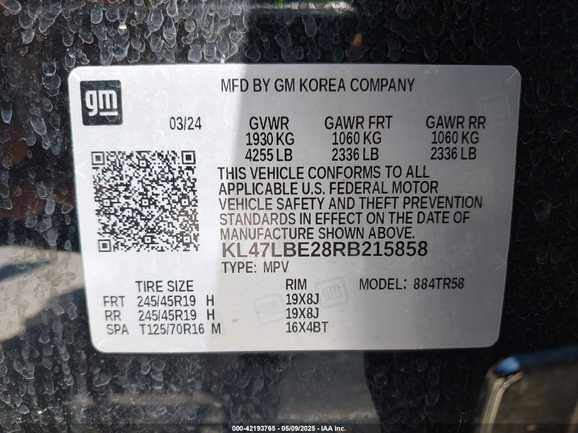 gm
MFD BY GM KOREA COMPANY
03/24 GVWR GAWR FRT GAWR RR
1930 KG 1060 KG 1060 KG
4255 LB 2336 LB 2336 LB
THIS VEHICLE CONFORMS TO ALL
APPLICABLE U.S. FEDERAL MOTOR
VEHICLE SAFETY AND THEFT PREVENTION
STANDARDS IN EFFECT ON THE DATE OF
MANUFACTURE SHOWN ABOVE.
KL47LBE28RB215858
TYPE: MPV
TIRE SIZE RIM MODEL: 884TR58
FRT 245/45R19 H 19X8J
RR 245/45R19 H 19X8J
SPA T125/70R16 M 16X4BT
000-42193765 - 05/09/2025 - IAA Inc.